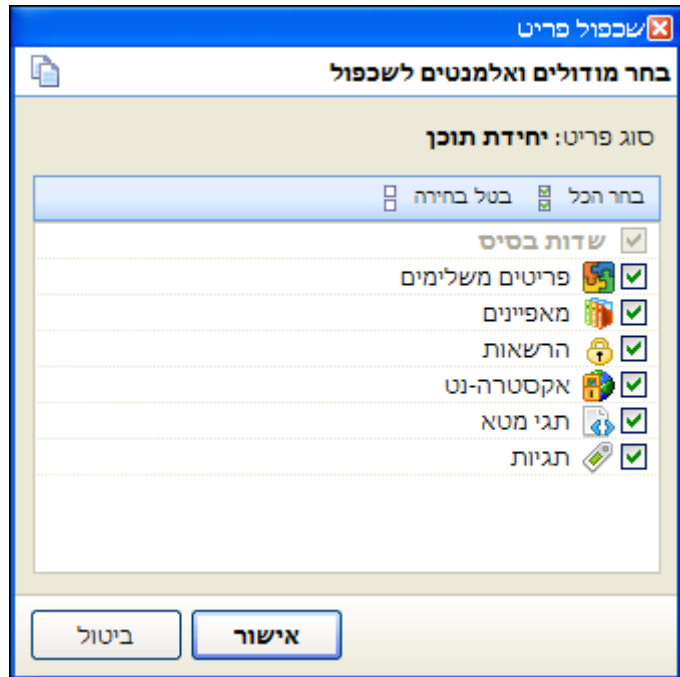 שכפול פריט
בחר מודולים ואלמנטים לשכפול
סוג פריט: יחידת תוכן
בחר הכל בטל בחירה
שדות בסיס
פריטים משלימים
מאפיינים
הרשאות
אקסטרה-נט
תגי מטא
תגיות
אישור ביטול